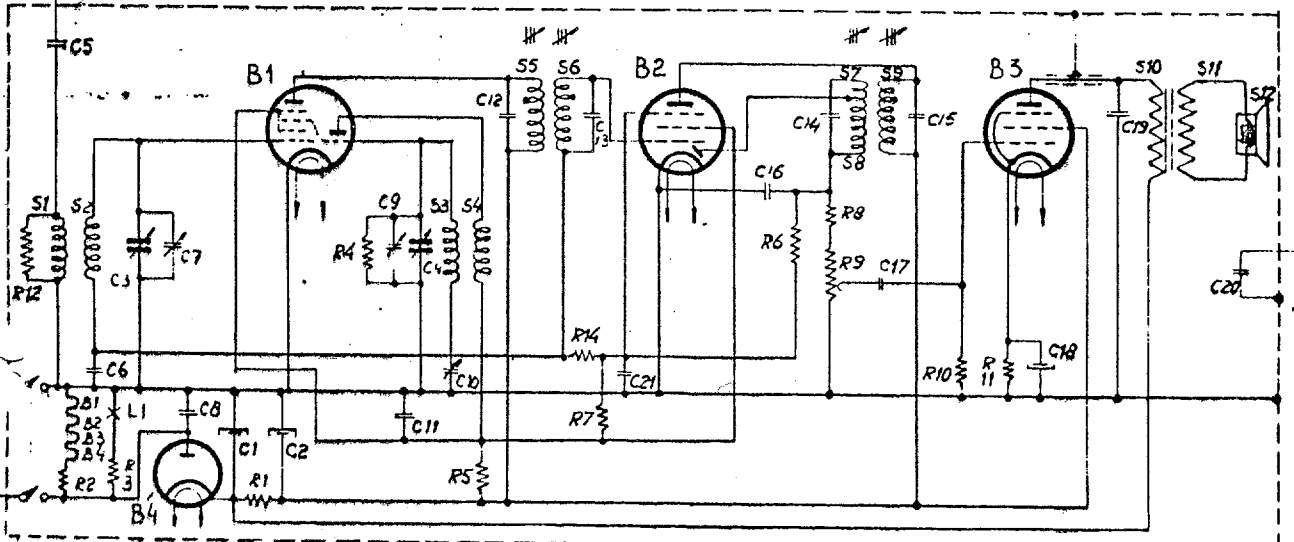 C5
B1
S5
S6
B2
S7
S9
B3
S10
S11
S12
C12
C13
C14
C15
C19
S8
C16
S1
S2
C3
C7
C9
R4
C4
S3
S4
R6
R8
R9
C17
C20
R12
R14
C6
C10
C21
R10
R11
C18
B1
B2
B3
B4
L1
C8
C1
C2
C11
R7
R2
R3
R1
R5
B4